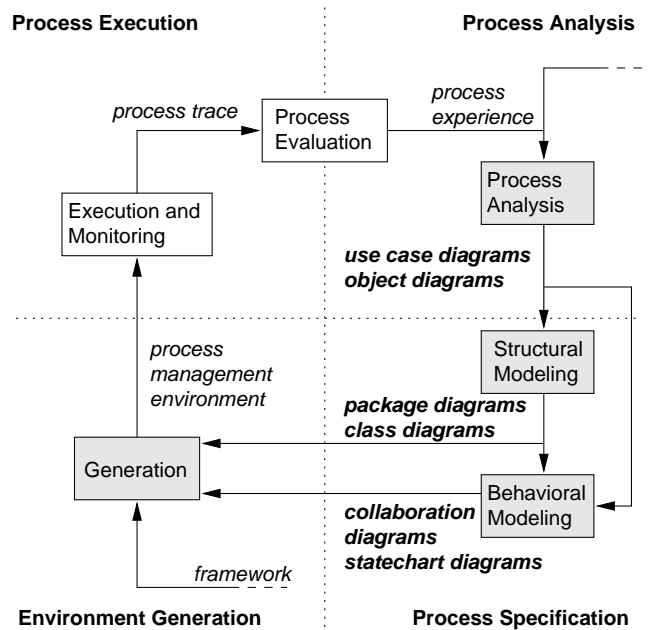 Process Execution
Process Analysis
process trace
Process
Evaluation
process
experience
Process
Analysis
Execution and
Monitoring
use case diagrams
object diagrams
process
management
environment
Structural
Modeling
package diagrams
class diagrams
Generation
Behavioral
Modeling
collaboration
diagrams
statechart diagrams
framework
Environment Generation
Process Specification